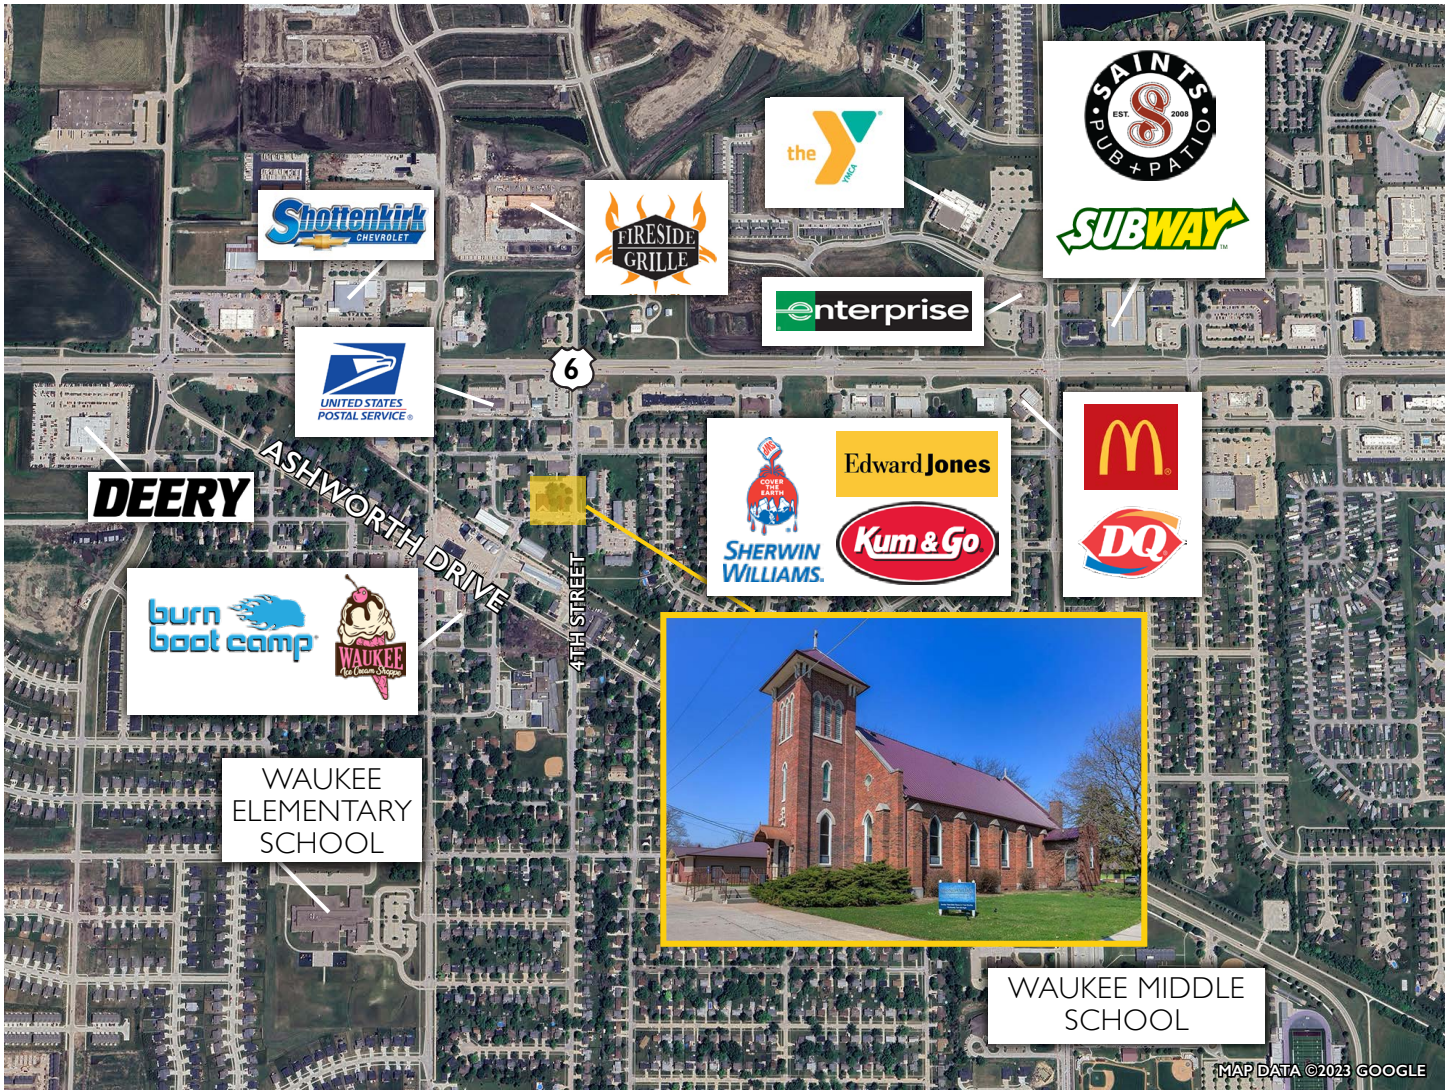 SAINTS
EST.
2008
PUB + PATIO
the
YMCA
®
SUBWAY
TM
Shottenkirk
CHEVROLET
FIRESIDE
GRILLE
enterprise
UNITED STATES
POSTAL SERVICE®
6
DEERY
ASHWORTH DRIVE
4TH STREET
COVER
THE
EARTH
SHERWIN
WILLIAMS.
Edward Jones
Kum & Go
®
DQ
burn
boot camp
WAUKEE
Ice Cream Shoppe
WAUKEE
ELEMENTARY
SCHOOL
WAUKEE MIDDLE
SCHOOL
MAP DATA ©2023 GOOGLE